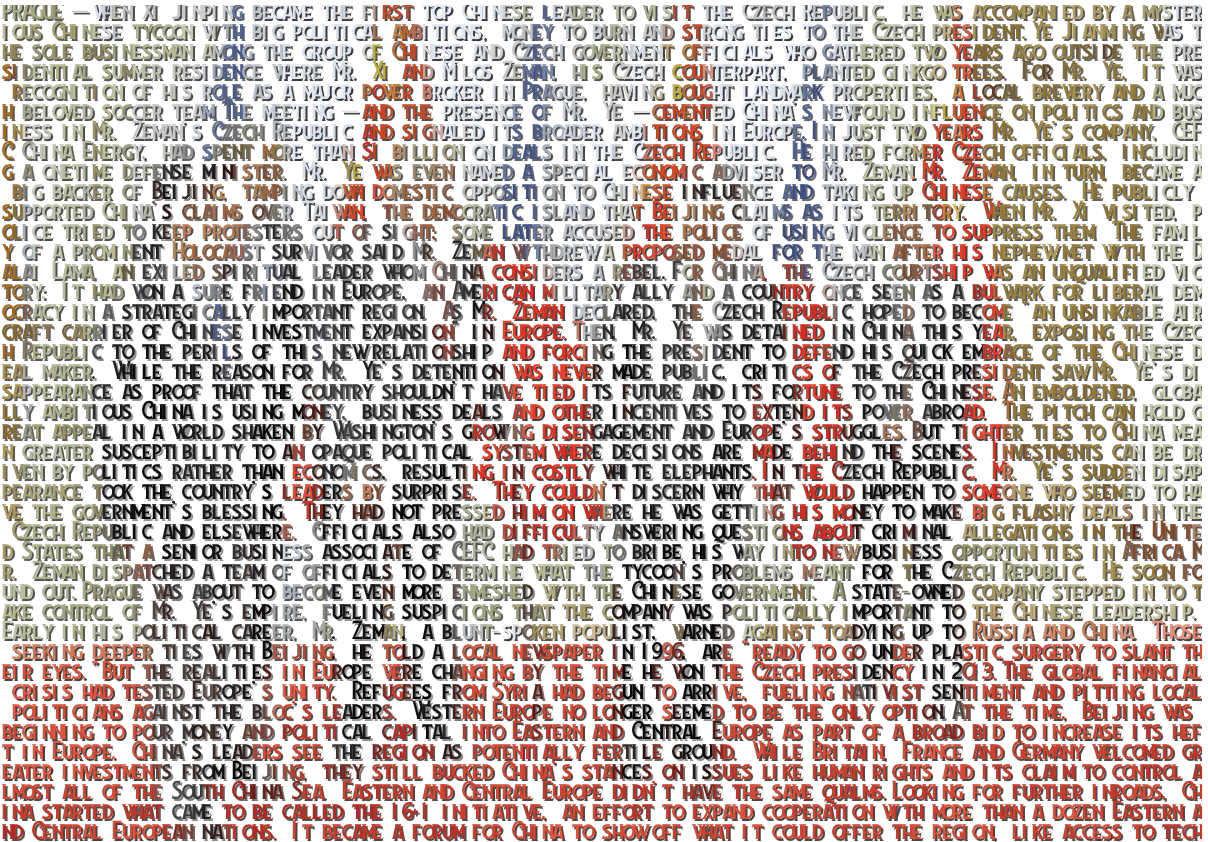 PRAGUE — WHEN XI JINPING BECAME THE FIRST TOP CHINESE LEADER TO VISIT THE CZECH REPUBLIC, HE WAS ACCOMPANIED BY A MYSTER
IOUS CHINESE TYCOON WITH BIG POLITICAL AMBITIONS, MONEY TO BURN AND STRONG TIES TO THE CZECH PRESIDENT. YE JIANMING WAS T
HE SOLE BUSINESSMAN AMONG THE GROUP OF CHINESE AND CZECH GOVERNMENT OFFICIALS WHO GATHERED TWO YEARS AGO OUTSIDE THE PRE
SIDENTIAL SUMMER RESIDENCE WHERE MR. XI AND MILOS ZEMAN, HIS CZECH COUNTERPART, PLANTED GINKGO TREES. FOR MR. YE, IT WAS
RECOGNITION OF HIS ROLE AS A MAJOR POWER BROKER IN PRAGUE, HAVING BOUGHT LANDMARK PROPERTIES, A LOCAL BREWERY AND A MUC
H BELOVED SOCCER TEAM.THE MEETING — AND THE PRESENCE OF MR. YE — CEMENTED CHINA`S NEWFOUND INFLUENCE ON POLITICS AND BUS
INESS IN MR. ZEMAN`S CZECH REPUBLIC AND SIGNALED ITS BROADER AMBITIONS IN EUROPE.IN JUST TWO YEARS MR. YE`S COMPANY, CEF
C CHINA ENERGY, HAD SPENT MORE THAN $1 BILLION ON DEALS IN THE CZECH REPUBLIC. HE HIRED FORMER CZECH OFFICIALS, INCLUDIN
G A ONETIME DEFENSE MINISTER. MR. YE WAS EVEN NAMED A SPECIAL ECONOMIC ADVISER TO MR. ZEMAN.MR. ZEMAN, IN TURN, BECAME A
BIG BACKER OF BEIJING, TAMPING DOWN DOMESTIC OPPOSITION TO CHINESE INFLUENCE AND TAKING UP CHINESE CAUSES. HE PUBLICLY
SUPPORTED CHINA`S CLAIMS OVER TAIWAN, THE DEMOCRATIC ISLAND THAT BEIJING CLAIMS AS ITS TERRITORY. WHEN MR. XI VISITED, P
OLICE TRIED TO KEEP PROTESTERS OUT OF SIGHT; SOME LATER ACCUSED THE POLICE OF USING VIOLENCE TO SUPPRESS THEM. THE FAMIL
Y OF A PROMINENT HOLOCAUST SURVIVOR SAID MR. ZEMAN WITHDREW A PROPOSED MEDAL FOR THE MAN AFTER HIS NEPHEW MET WITH THE D
ALAI LAMA, AN EXILED SPIRITUAL LEADER WHOM CHINA CONSIDERS A REBEL.FOR CHINA, THE CZECH COURTSHIP WAS AN UNQUALIFIED VIC
TORY: IT HAD WON A SURE FRIEND IN EUROPE, AN AMERICAN MILITARY ALLY AND A COUNTRY ONCE SEEN AS A BULWARK FOR LIBERAL DEM
OCRACY IN A STRATEGICALLY IMPORTANT REGION. AS MR. ZEMAN DECLARED, THE CZECH REPUBLIC HOPED TO BECOME "AN UNSINKABLE AIR
CRAFT CARRIER OF CHINESE INVESTMENT EXPANSION" IN EUROPE.THEN MR. YE WAS DETAINED IN CHINA THIS YEAR, EXPOSING THE CZEC
H REPUBLIC TO THE PERILS OF THIS NEW RELATIONSHIP AND FORCING THE PRESIDENT TO DEFEND HIS QUICK EMBRACE OF THE CHINESE D
EAL MAKER. WHILE THE REASON FOR MR. YE`S DETENTION WAS NEVER MADE PUBLIC, CRITICS OF THE CZECH PRESIDENT SAW MR. YE`S DI
SAPPEARANCE AS PROOF THAT THE COUNTRY SHOULDN`T HAVE TIED ITS FUTURE AND ITS FORTUNE TO THE CHINESE.AN EMBOLDENED, GLOBA
LLY AMBITIOUS CHINA IS USING MONEY, BUSINESS DEALS AND OTHER INCENTIVES TO EXTEND ITS POWER ABROAD. THE PITCH CAN HOLD G
REAT APPEAL IN A WORLD SHAKEN BY WASHINGTON`S GROWING DISENGAGEMENT AND EUROPE`S STRUGGLES.BUT TIGHTER TIES TO CHINA MEA
N GREATER SUSCEPTIBILITY TO AN OPAQUE POLITICAL SYSTEM WHERE DECISIONS ARE MADE BEHIND THE SCENES. INVESTMENTS CAN BE DR
IVEN BY POLITICS RATHER THAN ECONOMICS, RESULTING IN COSTLY WHITE ELEPHANTS.IN THE CZECH REPUBLIC, MR. YE`S SUDDEN DISAP
PEARANCE TOOK THE COUNTRY`S LEADERS BY SURPRISE. THEY COULDN`T DISCERN WHY THAT WOULD HAPPEN TO SOMEONE WHO SEEMED TO HA
VE THE GOVERNMENT`S BLESSING. THEY HAD NOT PRESSED HIM ON WHERE HE WAS GETTING HIS MONEY TO MAKE BIG FLASHY DEALS IN THE
CZECH REPUBLIC AND ELSEWHERE. OFFICIALS ALSO HAD DIFFICULTY ANSWERING QUESTIONS ABOUT CRIMINAL ALLEGATIONS IN THE UNITE
D STATES THAT A SENIOR BUSINESS ASSOCIATE OF CEFC HAD TRIED TO BRIBE HIS WAY INTO NEW BUSINESS OPPORTUNITIES IN AFRICA.M
R. ZEMAN DISPATCHED A TEAM OF OFFICIALS TO DETERMINE WHAT THE TYCOON`S PROBLEMS MEANT FOR THE CZECH REPUBLIC. HE SOON FO
UND OUT.PRAGUE WAS ABOUT TO BECOME EVEN MORE ENMESHED WITH THE CHINESE GOVERNMENT. A STATE-OWNED COMPANY STEPPED IN TO T
AKE CONTROL OF MR. YE`S EMPIRE, FUELING SUSPICIONS THAT THE COMPANY WAS POLITICALLY IMPORTANT TO THE CHINESE LEADERSHIP.
EARLY IN HIS POLITICAL CAREER, MR. ZEMAN, A BLUNT-SPOKEN POPULIST, WARNED AGAINST TOADYING UP TO RUSSIA AND CHINA. THOSE
SEEKING DEEPER TIES WITH BEIJING, HE TOLD A LOCAL NEWSPAPER IN 1996, ARE "READY TO GO UNDER PLASTIC SURGERY TO SLANT TH
EIR EYES."BUT THE REALITIES IN EUROPE WERE CHANGING BY THE TIME HE WON THE CZECH PRESIDENCY IN 2013.THE GLOBAL FINANCIAL
CRISIS HAD TESTED EUROPE`S UNITY. REFUGEES FROM SYRIA HAD BEGUN TO ARRIVE, FUELING NATIVIST SENTIMENT AND PITTING LOCAL
POLITICIANS AGAINST THE BLOC`S LEADERS. WESTERN EUROPE NO LONGER SEEMED TO BE THE ONLY OPTION.AT THE TIME, BEIJING WAS
BEGINNING TO POUR MONEY AND POLITICAL CAPITAL INTO EASTERN AND CENTRAL EUROPE AS PART OF A BROAD BID TO INCREASE ITS HEF
T IN EUROPE. CHINA`S LEADERS SEE THE REGION AS POTENTIALLY FERTILE GROUND. WHILE BRITAIN, FRANCE AND GERMANY WELCOMED GR
EATER INVESTMENTS FROM BEIJING, THEY STILL BUCKED CHINA`S STANCES ON ISSUES LIKE HUMAN RIGHTS AND ITS CLAIM TO CONTROL A
LMOST ALL OF THE SOUTH CHINA SEA. EASTERN AND CENTRAL EUROPE DIDN`T HAVE THE SAME QUALMS.LOOKING FOR FURTHER INROADS, CH
INA STARTED WHAT CAME TO BE CALLED THE 16+1 INITIATIVE, AN EFFORT TO EXPAND COOPERATION WITH MORE THAN A DOZEN EASTERN A
ND CENTRAL EUROPEAN NATIONS. IT BECAME A FORUM FOR CHINA TO SHOW OFF WHAT IT COULD OFFER THE REGION, LIKE ACCESS TO TECH